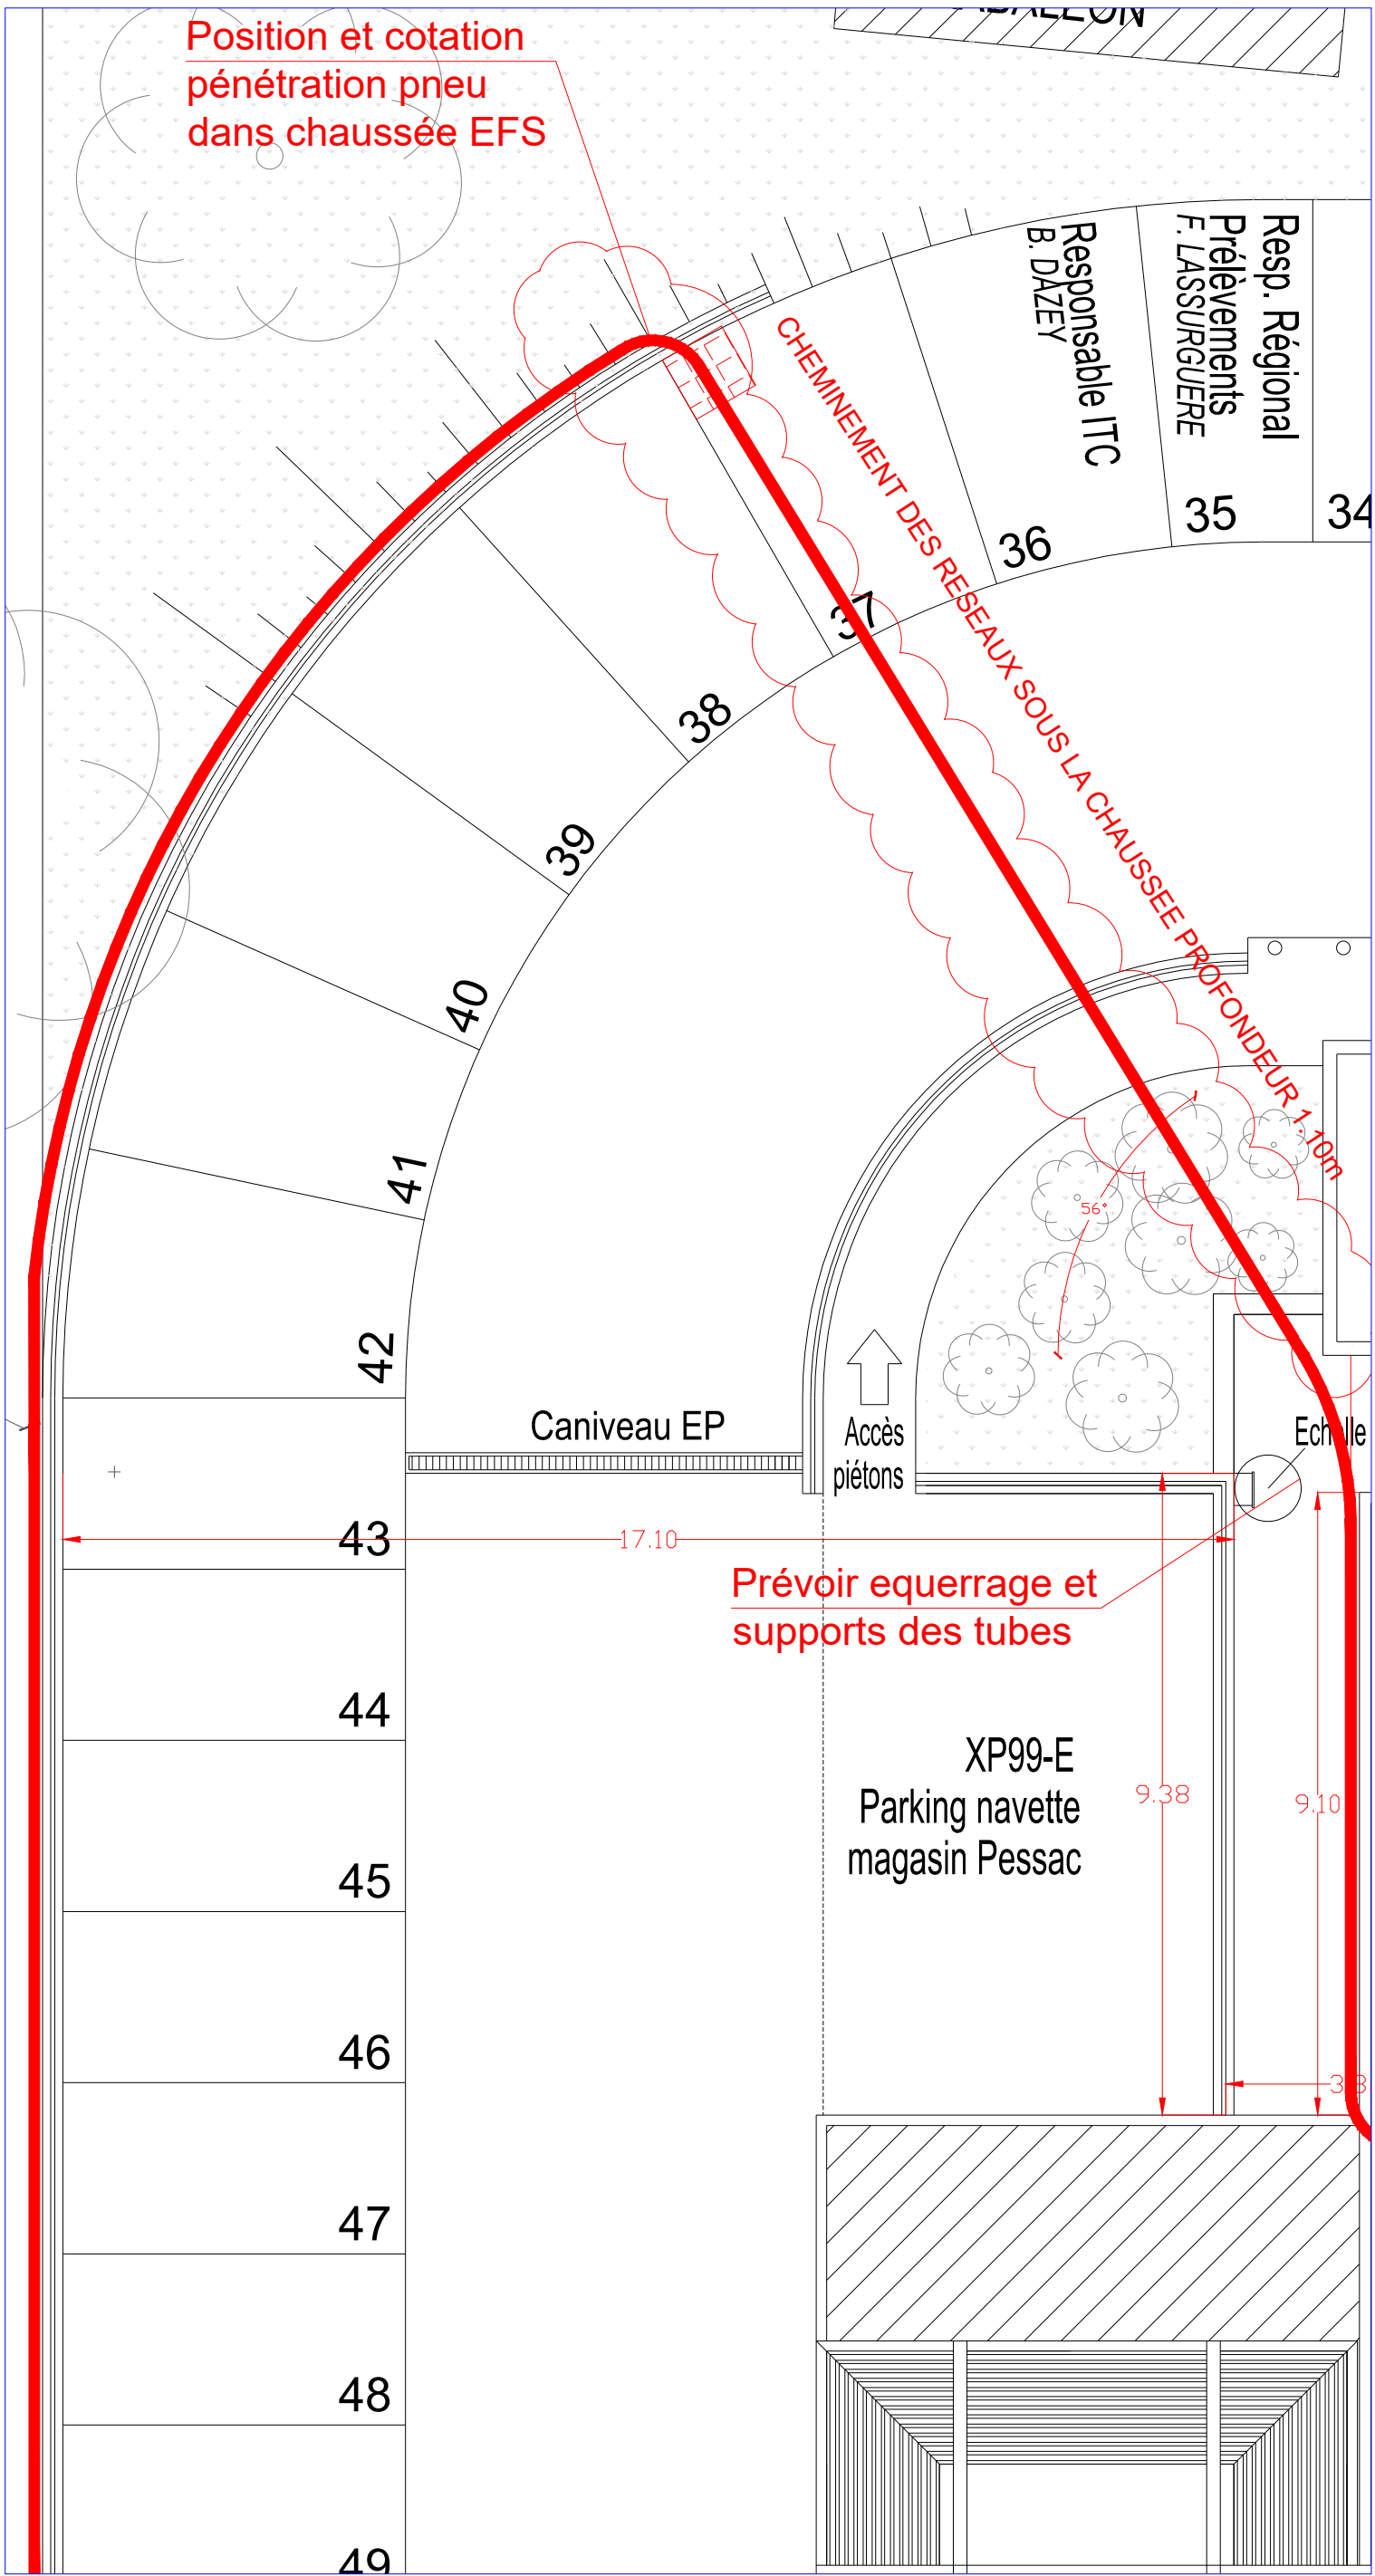 Position et cotation
pénétration pneu
dans chaussée EFS
Responsable ITC
B. DAZEY
Resp. Régional
Prélèvements
F. LASSURGUERE
34
35
36
37
38
39
40
41
42
CHEMINEMENT DES RESEAUX SOUS LA CHAUSSEE PROFONDEUR 1.10m
56°
Caniveau EP
Accès
piétons
Echelle
43
17.10
Prévoir equerrage et
supports des tubes
44
XP99-E
Parking navette
magasin Pessac
9.38
9.10
45
46
47
48
49